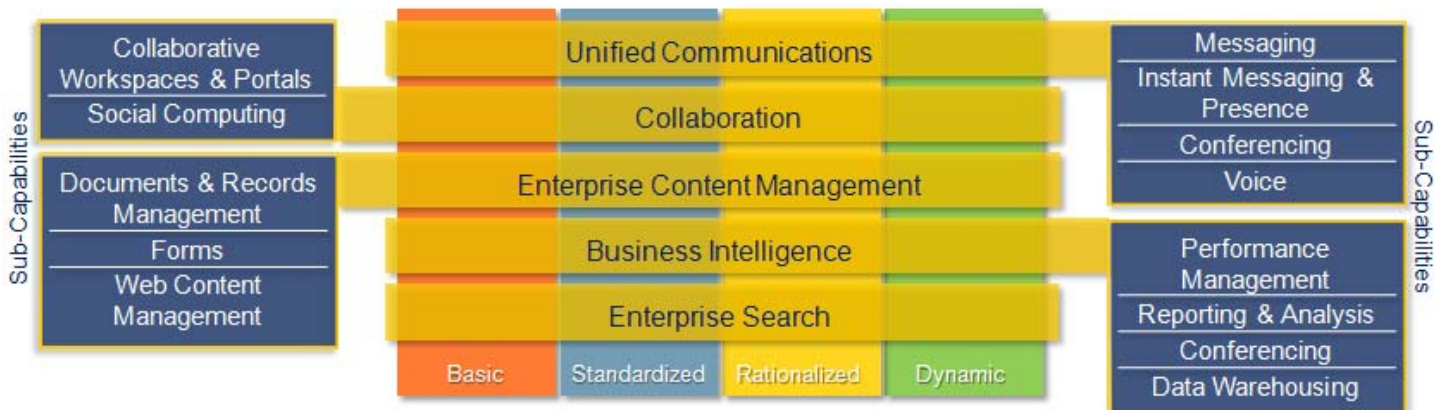 Sub-Capabilities
Collaborative
Workspaces & Portals
Social Computing
Documents & Records
Management
Forms
Web Content
Management
Unified Communications
Collaboration
Enterprise Content Management
Business Intelligence
Enterprise Search
Basic
Standardized
Rationalized
Dynamic
Messaging
Instant Messaging &
Presence
Conferencing
Voice
Performance
Management
Reporting & Analysis
Conferencing
Data Warehousing
Sub-Capabilities